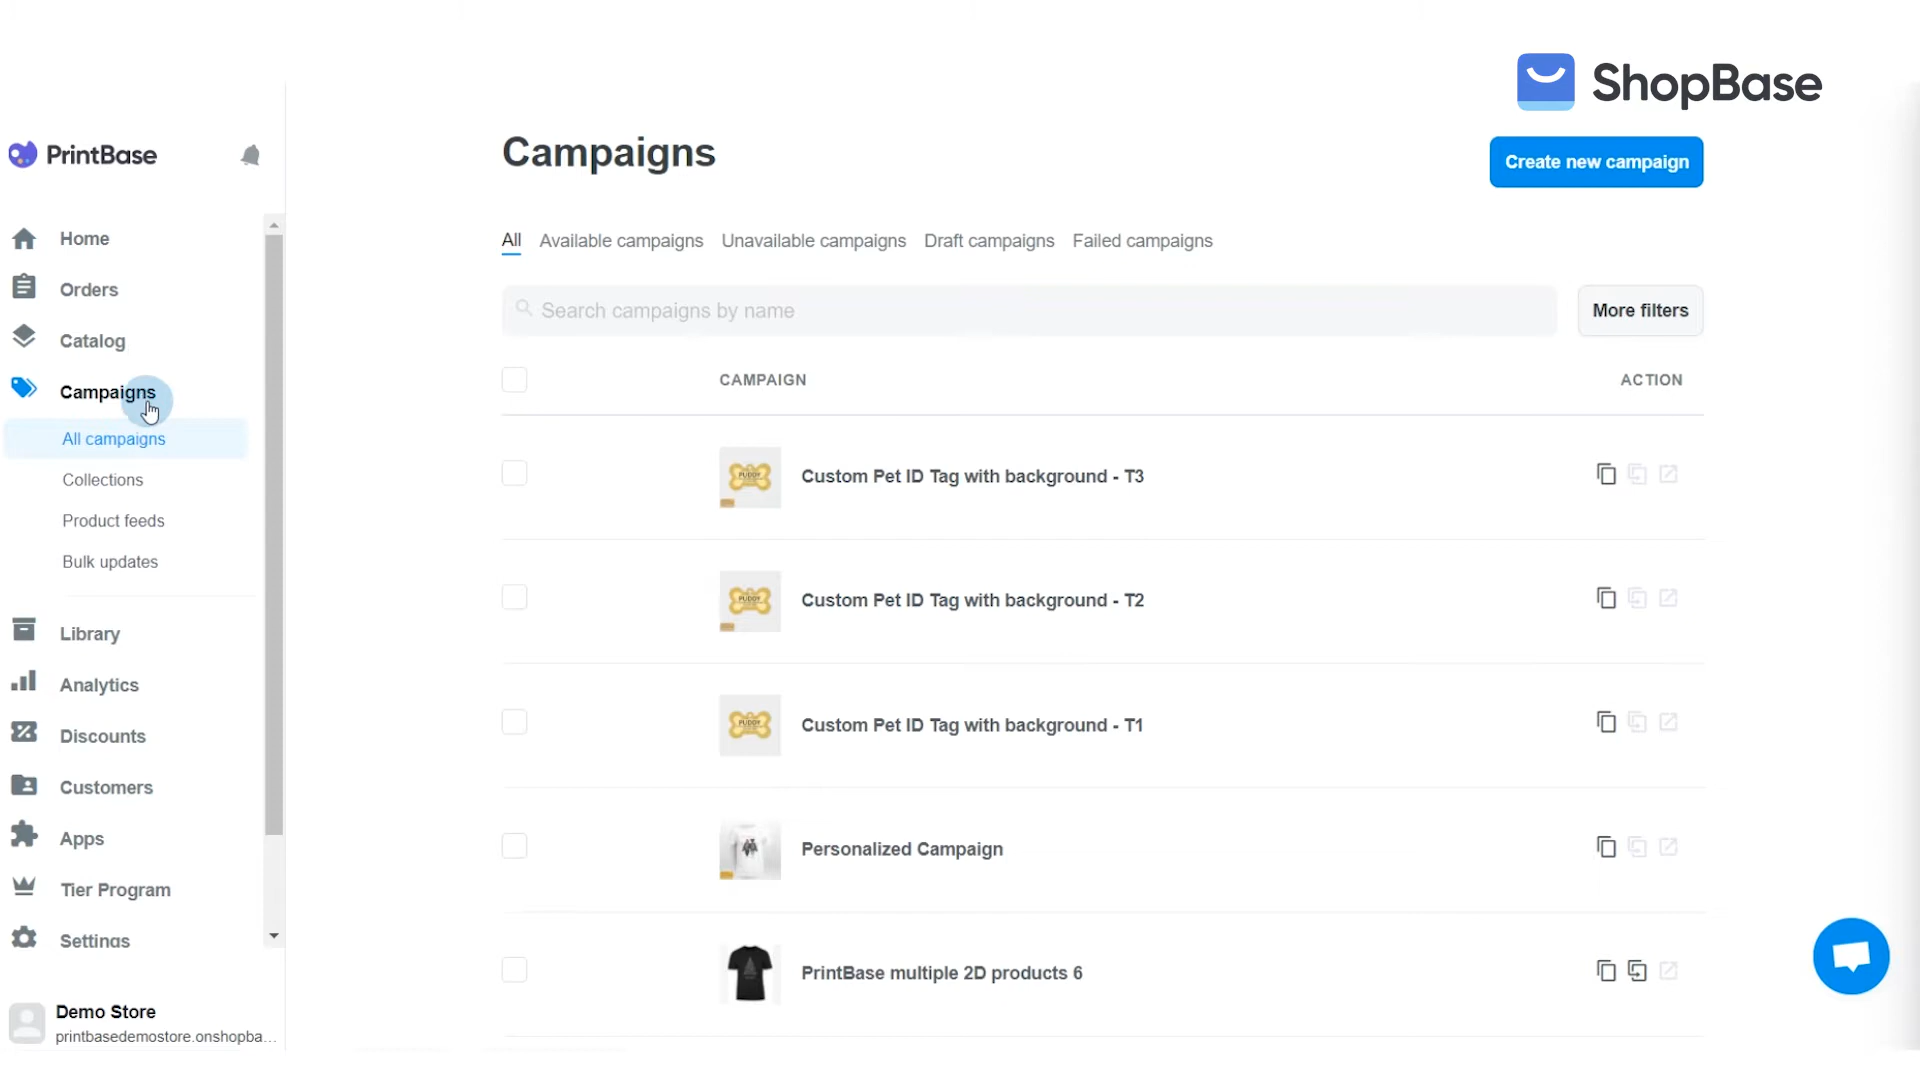 ShopBase
PrintBase
Campaigns
Create new campaign
Home
All Available campaigns Unavailable campaigns Draft campaigns Failed campaigns
Orders
Search campaigns by name
More filters
Catalog
CAMPAIGN ACTION
Campaigns
All campaigns
Collections
Custom Pet ID Tag with background - T3
Product feeds
Bulk updates
Custom Pet ID Tag with background - T2
Library
Analytics
Custom Pet ID Tag with background - T1
Discounts
Customers
Apps
Personalized Campaign
Tier Program
Settings
PrintBase multiple 2D products 6
Demo Store
printbasedemostore.onshopba...